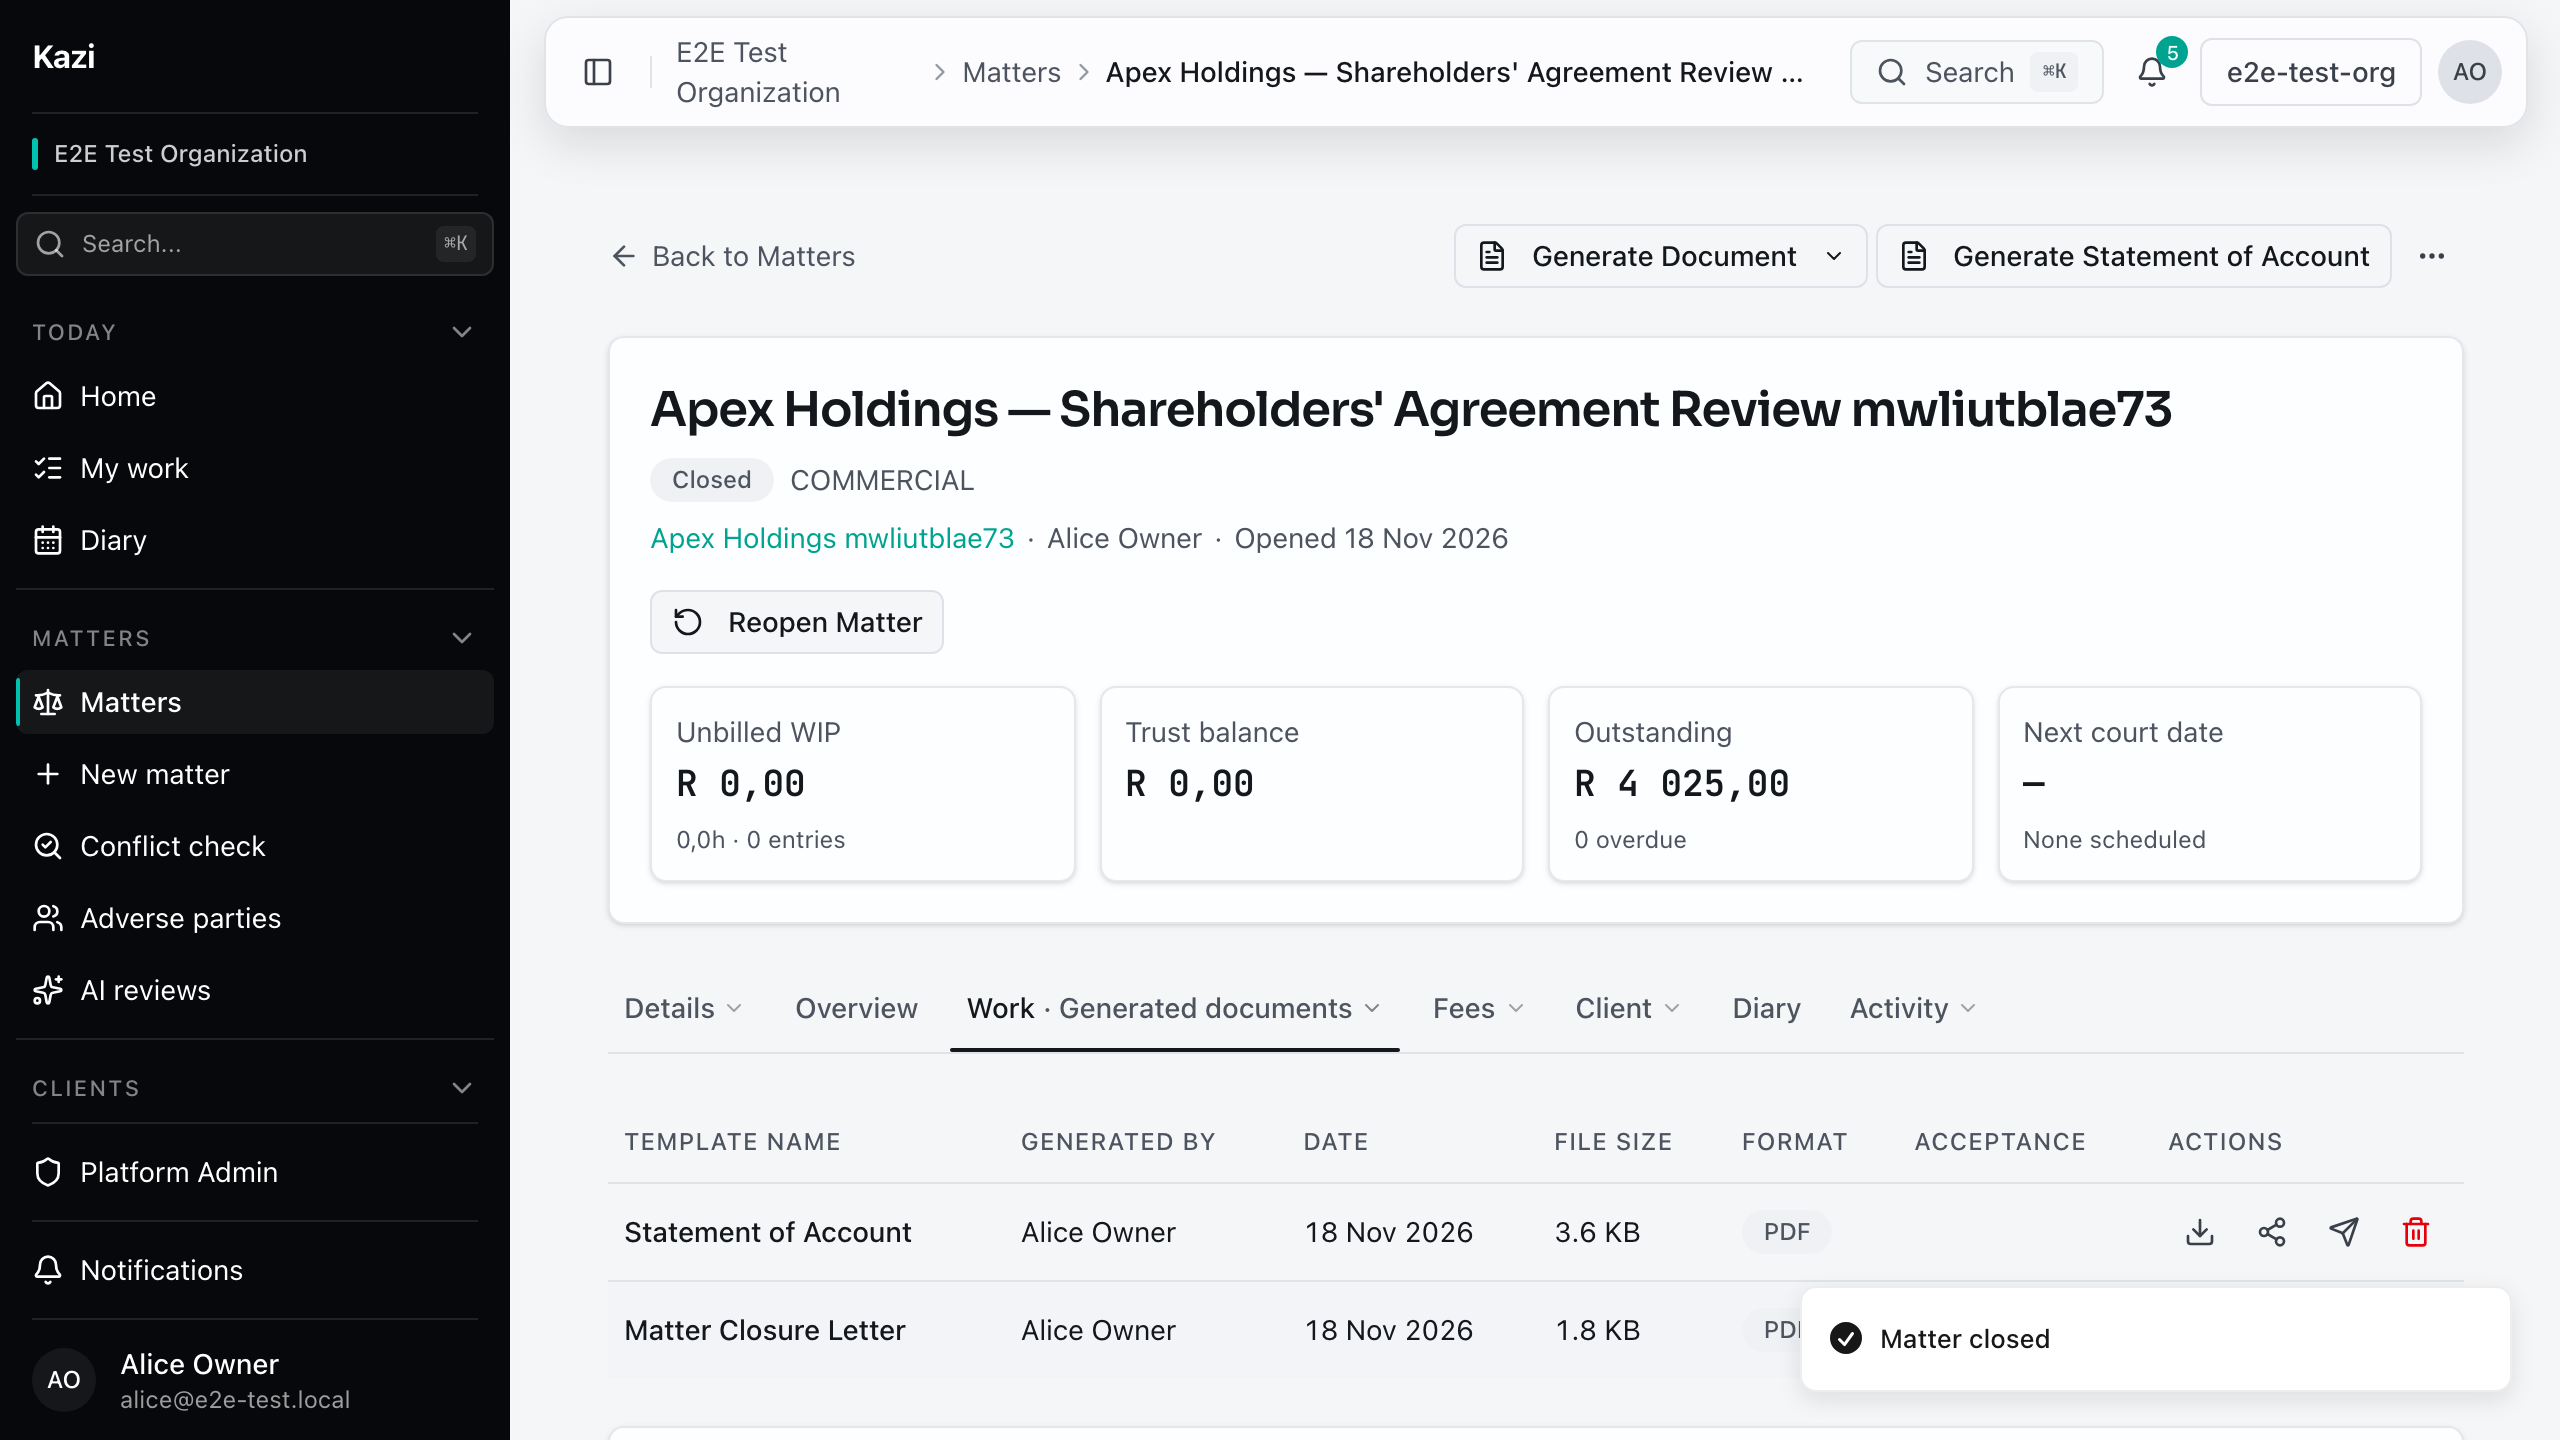 Kazi
E2E Test Organization
Search...
⌘K
TODAY
Home
My work
Diary
MATTERS
Matters
New matter
Conflict check
Adverse parties
AI reviews
CLIENTS
Platform Admin
Notifications
AO
Alice Owner
alice@e2e-test.local
E2E Test
Organization
Matters
Apex Holdings — Shareholders' Agreement Review ...
Search ⌘K
5
e2e-test-org
AO
Back to Matters
Generate Document
Generate Statement of Account
Apex Holdings — Shareholders' Agreement Review mwliutblae73
Closed COMMERCIAL
Apex Holdings mwliutblae73 · Alice Owner · Opened 18 Nov 2026
Reopen Matter
Unbilled WIP
R 0,00
0,0h · 0 entries
Trust balance
R 0,00
Outstanding
R 4 025,00
0 overdue
Next court date
—
None scheduled
Details Overview Work · Generated documents Fees Client Diary Activity
TEMPLATE NAME GENERATED BY DATE FILE SIZE FORMAT ACCEPTANCE ACTIONS
Statement of Account Alice Owner 18 Nov 2026 3.6 KB PDF
Matter Closure Letter Alice Owner 18 Nov 2026 1.8 KB
Matter closed